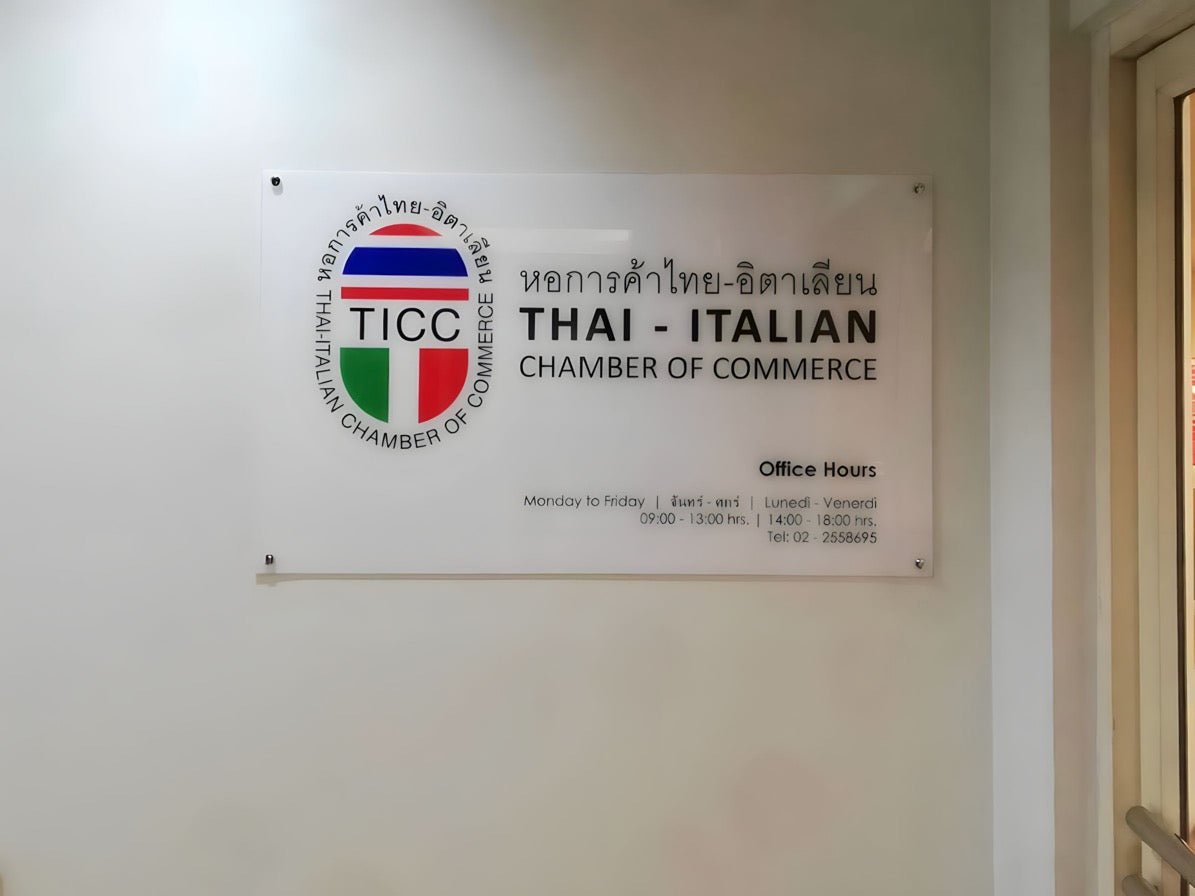 หอการค้าไทย-อิตาเลียน
TICC
THAI-ITALIAN CHAMBER OF COMMERCE
หอการค้าไทย-อิตาเลียน
THAI - ITALIAN
CHAMBER OF COMMERCE
Office Hours
Monday to Friday | จันทร์ - ศุกร์ | Lunedì - Venerdì
09:00 - 13:00 hrs. | 14:00 - 18:00 hrs.
Tel: 02 - 2558695